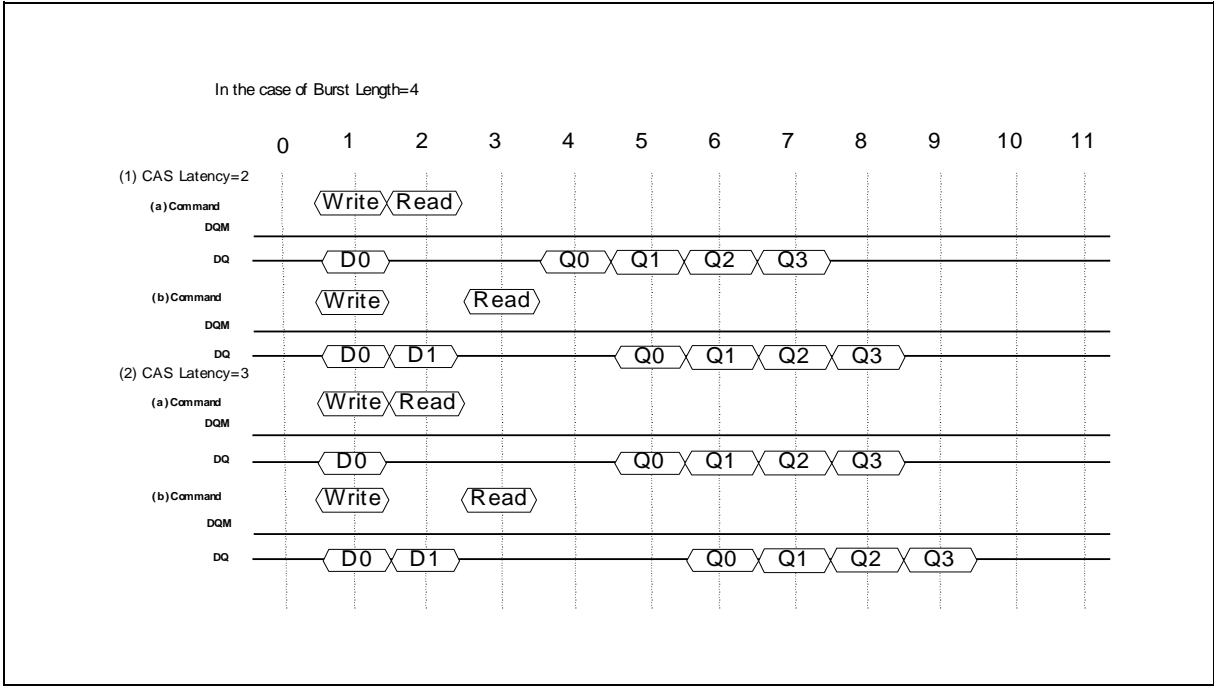 In the case of Burst Length=4
0 1 2 3 4 5 6 7 8 9 10 11
(1) CAS Latency=2
(a)Command Write Read
DQM
DQ D0 Q0 Q1 Q2 Q3
(b)Command Write Read
DQM
DQ D0 D1 Q0 Q1 Q2 Q3
(2) CAS Latency=3
(a)Command Write Read
DQM
DQ D0 Q0 Q1 Q2 Q3
(b)Command Write Read
DQM
DQ D0 D1 Q0 Q1 Q2 Q3